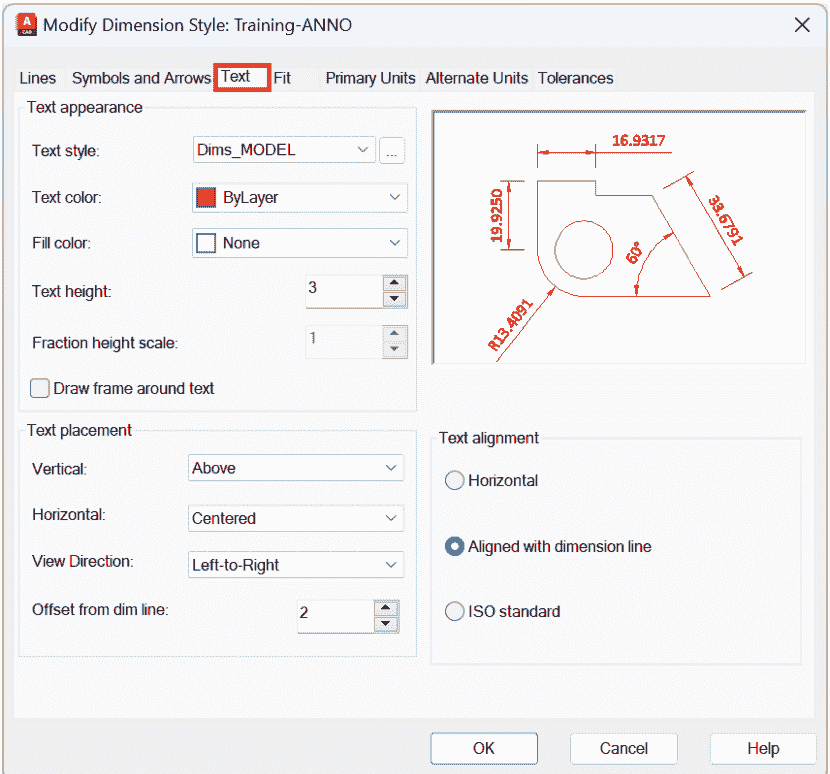 A
CAD
Modify Dimension Style: Training-ANNO
Lines Symbols and Arrows Text Fit Primary Units Alternate Units Tolerances
Text appearance
Text style: Dims_MODEL ...
Text color: ByLayer
Fill color: None
Text height: 3
Fraction height scale: 1
Draw frame around text
16.9317
19.9250
33.6791
60°
R13.4091
Text placement
Vertical: Above
Horizontal: Centered
View Direction: Left-to-Right
Offset from dim line: 2
Text alignment
Horizontal
Aligned with dimension line
ISO standard
OK Cancel Help